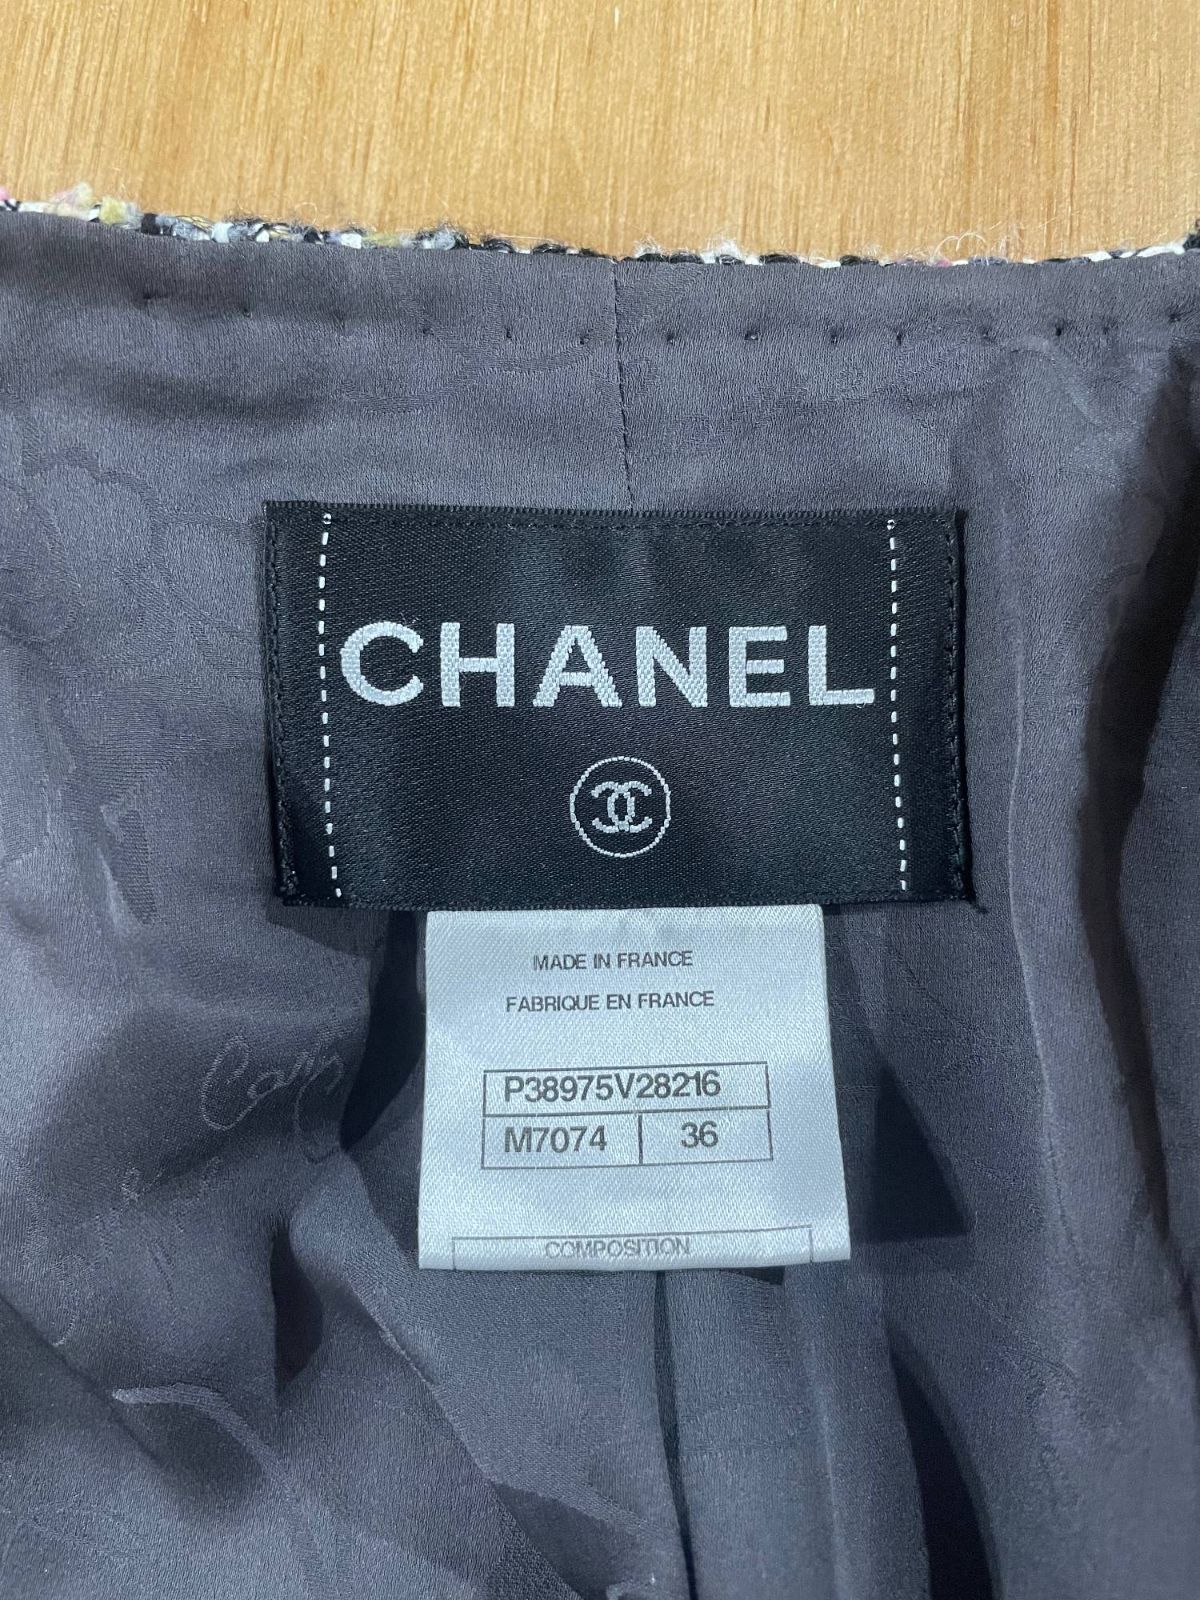 CHANEL
MADE IN FRANCE
FABRIQUE EN FRANCE
P38975V28216
M7074 36
COMPOSITION